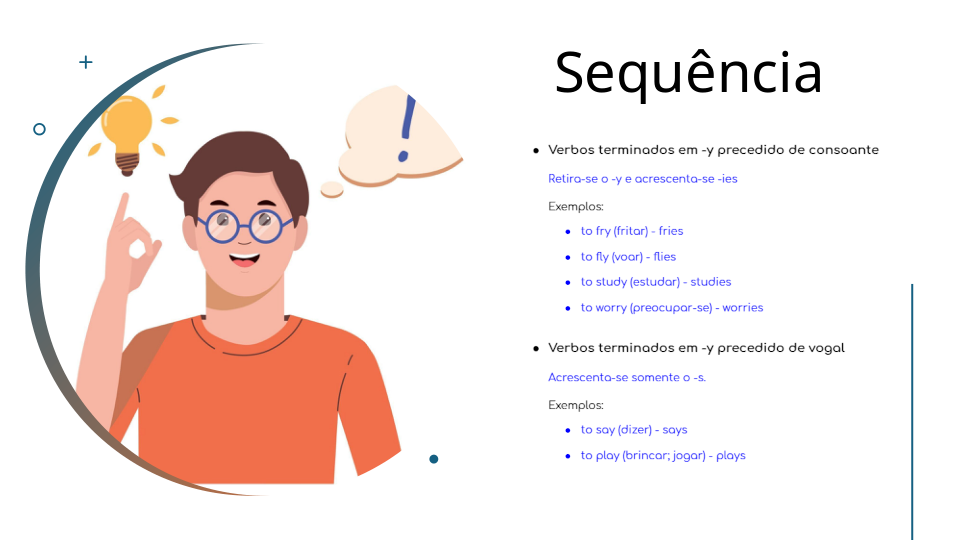 Sequência
• Verbos terminados em -y precedido de consoante
Retira-se o -y e acrescenta-se -ies
Exemplos:
• to fry (fritar) - fries
• to fly (voar) - flies
• to study (estudar) - studies
• to worry (preocupar-se) - worries
• Verbos terminados em -y precedido de vogal
Acrescenta-se somente o -s.
Exemplos:
• to say (dizer) - says
• to play (brincar; jogar) - plays